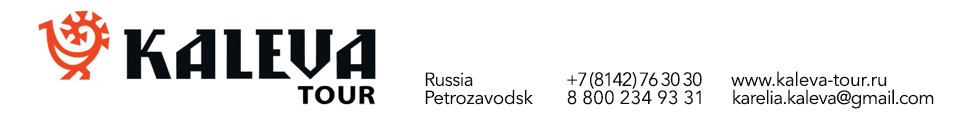 KALEVA
TOUR
Russia +7(8142)76 30 30 www.kaleva-tour.ru
Petrozavodsk 8 800 234 93 31 karelia.kaleva@gmail.com